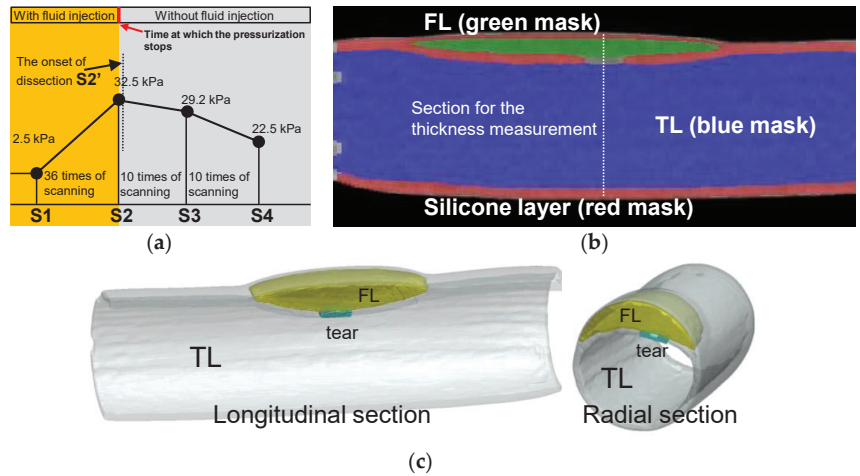 With fluid injection
Without fluid injection
Time at which the pressurization
stops
The onset of
dissection S2'
32.5 kPa
29.2 kPa
22.5 kPa
2.5 kPa
36 times of
scanning
10 times of
scanning
10 times of
scanning
S1
S2
S3
S4
(a)
FL (green mask)
Section for the
thickness measurement
TL (blue mask)
Silicone layer (red mask)
(b)
FL
tear
TL
Longitudinal section
FL
tear
TL
Radial section
(c)